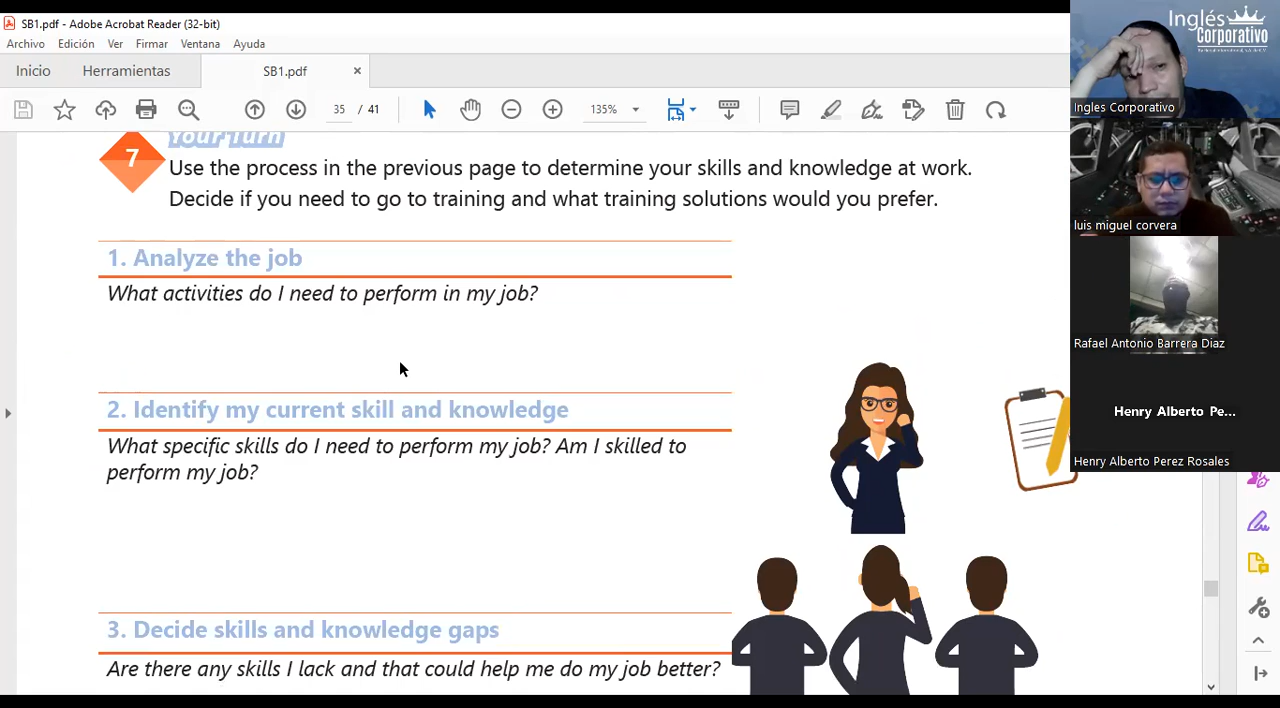 SB1.pdf - Adobe Acrobat Reader (32-bit)
Archivo Edición Ver Firmar Ventana Ayuda
Inicio Herramientas SB1.pdf ×
35 / 41 135%
Your Turn
7
Use the process in the previous page to determine your skills and knowledge at work.
Decide if you need to go to training and what training solutions would you prefer.
1. Analyze the job
What activities do I need to perform in my job?
2. Identify my current skill and knowledge
What specific skills do I need to perform my job? Am I skilled to
perform my job?
3. Decide skills and knowledge gaps
Are there any skills I lack and that could help me do my job better?
Inglés
Corporativo
Ingles Corporativo
luis miguel corvera
Rafael Antonio Barrera Diaz
Henry Alberto Pe...
Henry Alberto Perez Rosales